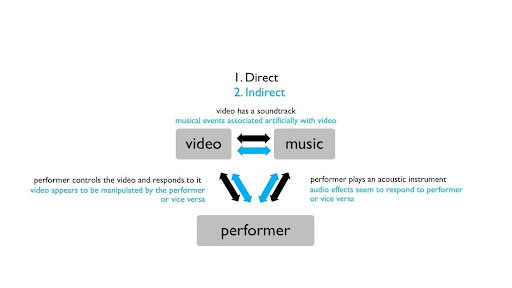 1. Direct
2. Indirect
video has a soundtrack
musical events associated artificially with video
video
music
performer controls the video and responds to it
video appears to be manipulated by the performer
or vice versa
performer plays an acoustic instrument
audio effects seem to respond to performer
or vice versa
performer